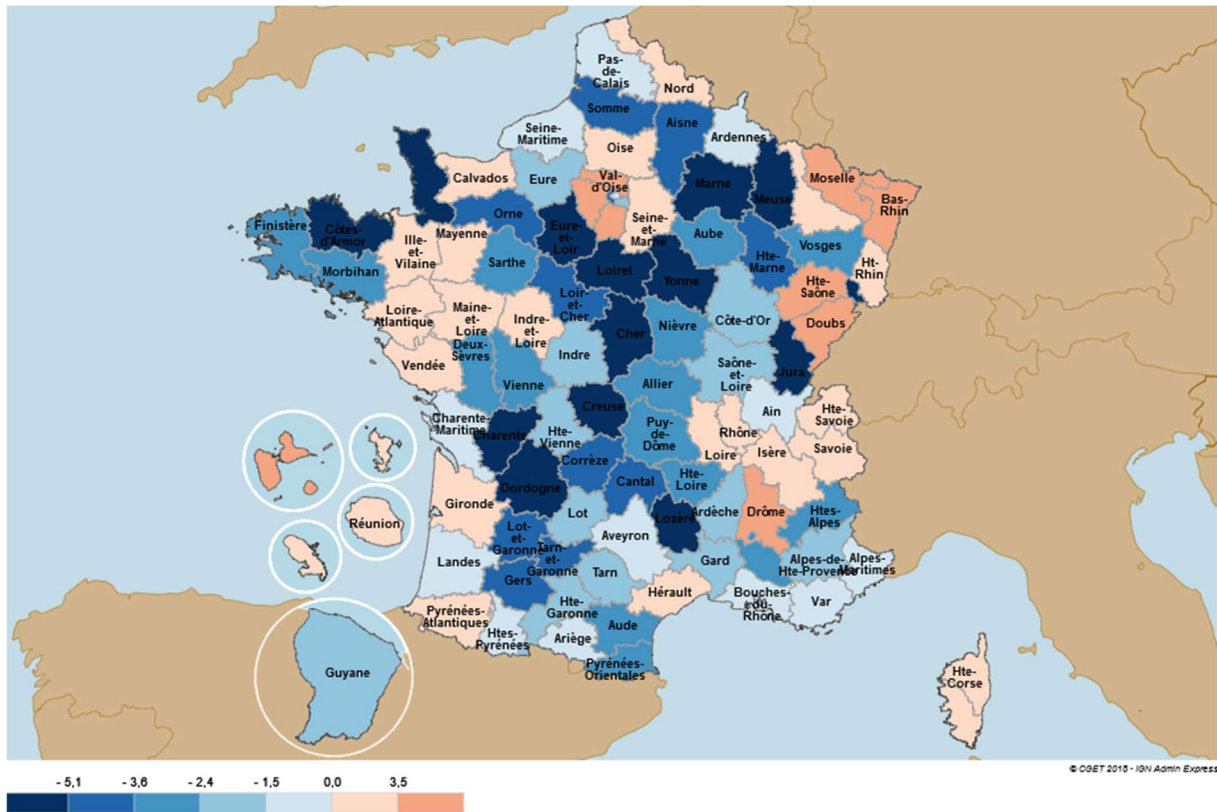 Pas-
de-
Calais
Nord
Somme
Seine-
Maritime
Aisne
Ardennes
Oise
Calvados
Eure
Val-
d'Oise
Marne
Meuse
Moselle
Bas-
Rhin
Orne
Seine-
et-
Marne
Finistère
Côtes-
d'Armor
Ille-
et-
Vilaine
Mayenne
Eure-
et-
Loir
Aube
Vosges
Hte-
Marne
Ht-
Rhin
Morbihan
Sarthe
Loiret
Yonne
Hte-
Saône
Loire-
Atlantique
Maine-
et-
Loire
Indre-
et-
Loire
Loir-
et-
Cher
Cher
Nièvre
Côte-d'Or
Doubs
Vendée
Deux-
Sèvres
Vienne
Indre
Allier
Saône-
et-
Loire
Jura
Charente-
Maritime
Charente
Hte-
Vienne
Creuse
Puy-
de-
Dôme
Loire
Rhône
Ain
Hte-
Savoie
Savoie
Isère
Gironde
Dordogne
Corrèze
Cantal
Hte-
Loire
Ardèche
Drôme
Htes-
Alpes
Réunion
Landes
Lot-
et-
Garonne
Lot
Aveyron
Lozère
Gard
Alpes-de-
Hte-Provence
Alpes-
Maritimes
Gers
Tarn-
et-
Garonne
Tarn
Hérault
Bouches-
du-
Rhône
Var
Pyrénées-
Atlantiques
Htes-
Pyrénées
Hte-
Garonne
Ariège
Aude
Pyrénées-
Orientales
Hte-
Corse
Guyane
© CGET 2018 - IGN Admin Express
- 5,1 - 3,6 - 2,4 - 1,5 0,0 3,5